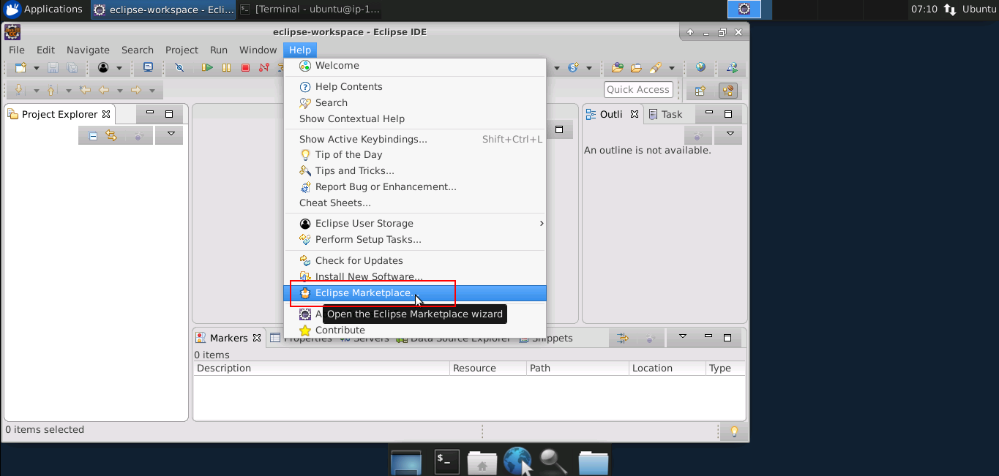 Applications eclipse-workspace - Ecli... [Terminal - ubuntu@ip-1... 07:10 Ubuntu
eclipse-workspace - Eclipse IDE
File Edit Navigate Search Project Run Window Help
Quick Access
Project Explorer
Welcome
Help Contents
Search
Show Contextual Help
Show Active Keybindings... Shift+Ctrl+L
Tip of the Day
Tips and Tricks...
Report Bug or Enhancement...
Cheat Sheets...
Eclipse User Storage
Perform Setup Tasks...
Check for Updates
Install New Software...
Eclipse Marketplace..
A
Open the Eclipse Marketplace wizard
Contribute
Outli Task
An outline is not available.
Markers Properties Servers Data Source Explorer Snippets
0 items
Description Resource Path Location Type
0 items selected
$_